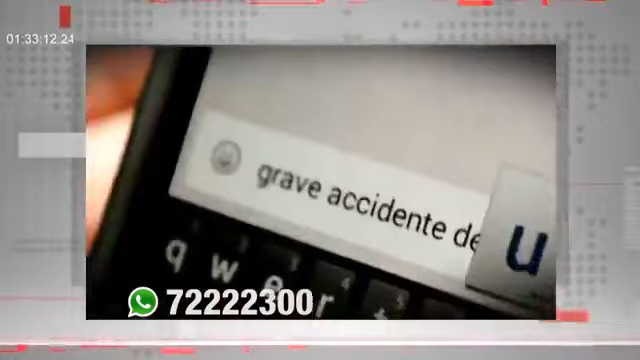 01:33:12.24
grave accidente de
u
q w e r t
72222300